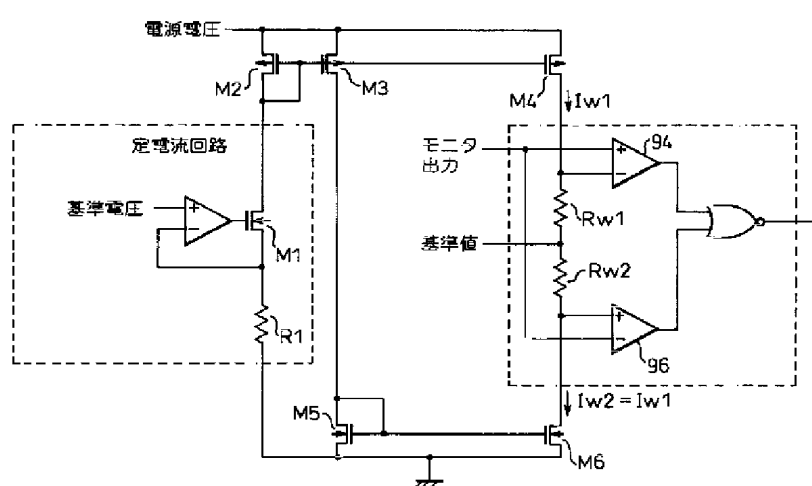 電源電圧
M2
M3
M4
Iw1
定電流回路
モニタ
出力
94
基準電圧
M1
Rw1
基準値
Rw2
R1
96
M5
Iw2=Iw1
M6
+
-
+
-
+
-